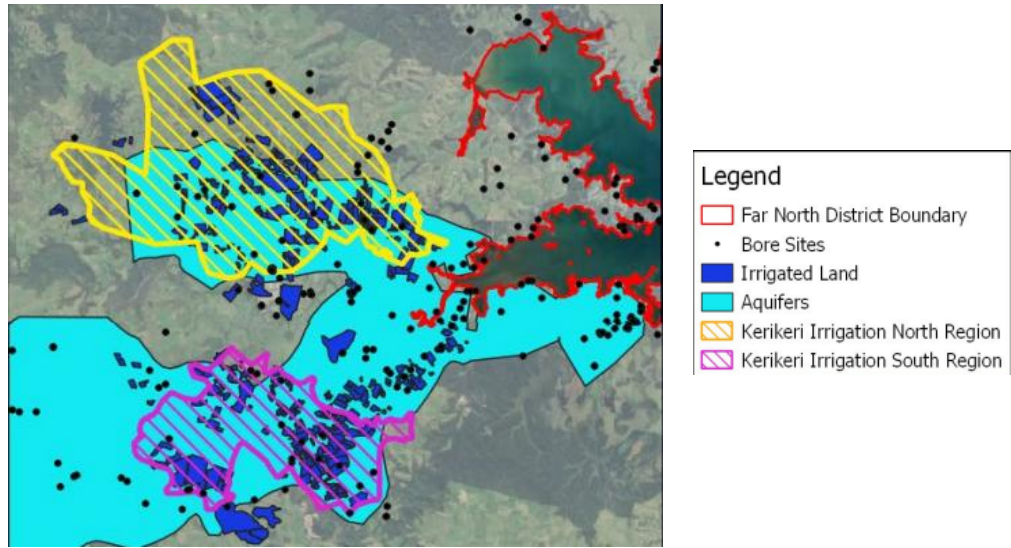 Legend
Far North District Boundary
Bore Sites
Irrigated Land
Aquifers
Kerikeri Irrigation North Region
Kerikeri Irrigation South Region